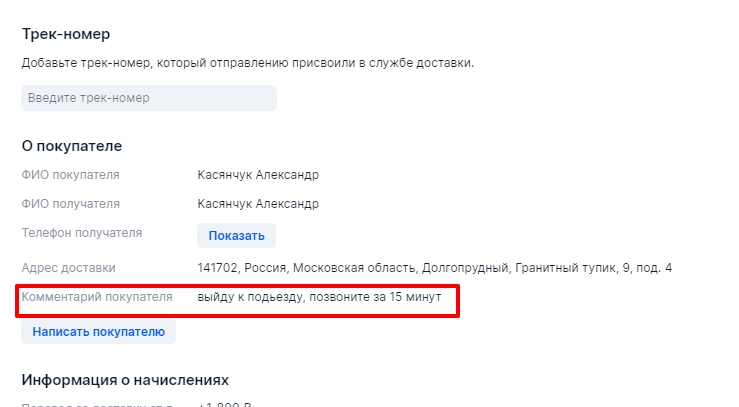 Трек-номер
Добавьте трек-номер, который отправлению присвоили в службе доставки.
Введите трек-номер
О покупателе
ФИО покупателя Касянчук Александр
ФИО получателя Касянчук Александр
Телефон получателя Показать
Адрес доставки 141702, Россия, Московская область, Долгопрудный, Гранитный тупик, 9, под. 4
Комментарий покупателя выйду к подьезду, позвоните за 15 минут
Написать покупателю
Информация о начислениях